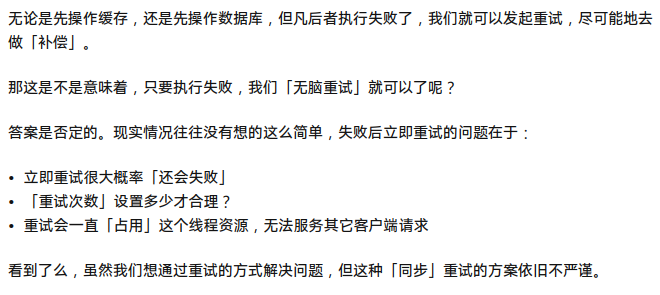 无论是先操作缓存，还是先操作数据库，但凡后者执行失败了，我们就可以发起重试，尽可能地去
做「补偿」。
那这是不是意味着，只要执行失败，我们「无脑重试」就可以了呢？
答案是否定的。现实情况往往没有想的这么简单，失败后立即重试的问题在于：
• 立即重试很大概率「还会失败」
• 「重试次数」设置多少才合理？
• 重试会一直「占用」这个线程资源，无法服务其它客户端请求
看到了么，虽然我们想通过重试的方式解决问题，但这种「同步」重试的方案依旧不严谨。